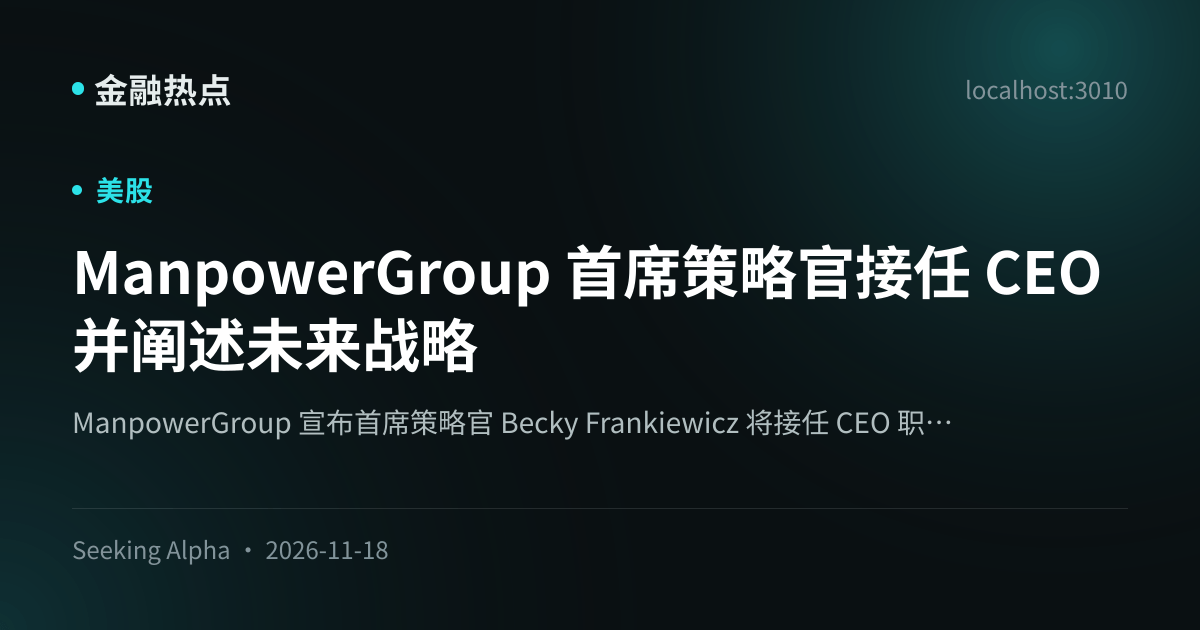 金融热点
localhost:3010
美股
ManpowerGroup 首席策略官接任 CEO
并阐述未来战略
ManpowerGroup 宣布首席策略官 Becky Frankiewicz 将接任 CEO 职…
Seeking Alpha · 2026-11-18